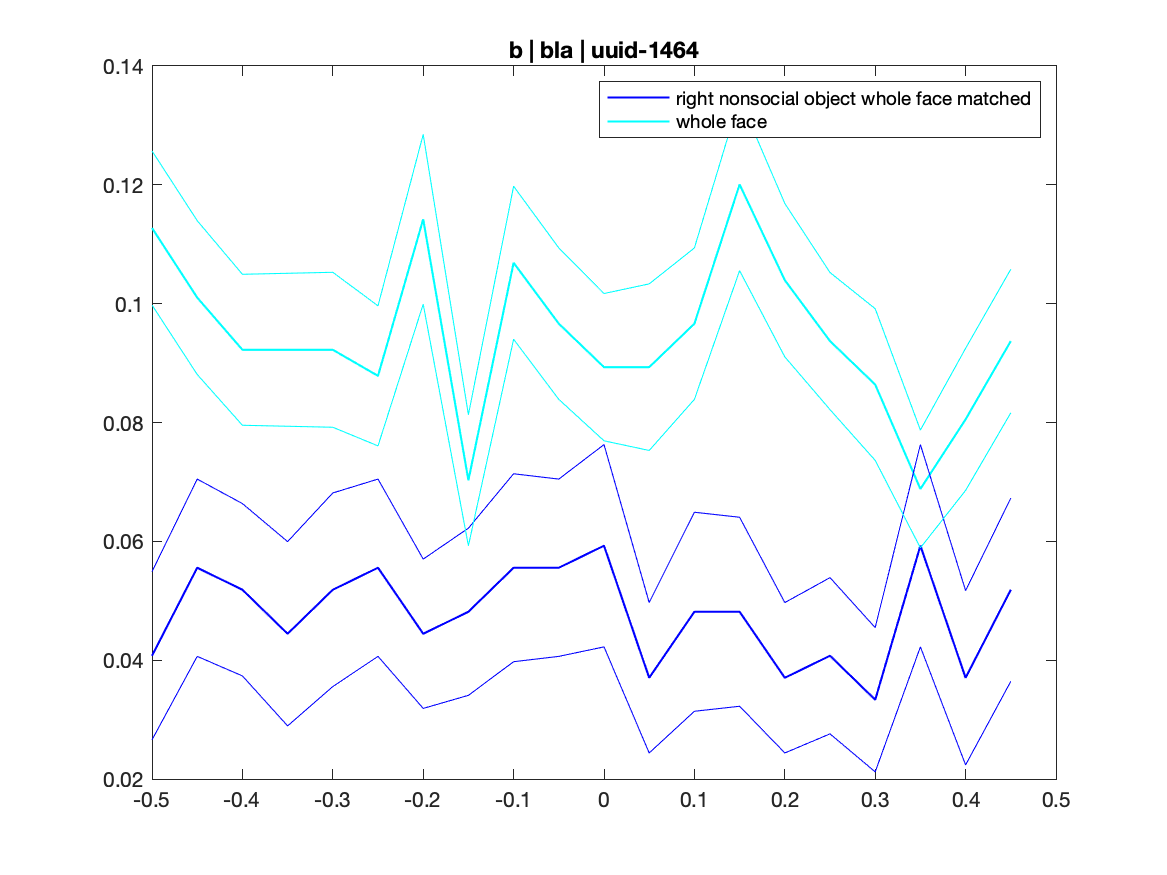 b | bla | uuid-1464
0.14
right nonsocial object whole face matched
whole face
0.12
0.1
0.08
0.06
0.04
0.02
-0.5 -0.4 -0.3 -0.2 -0.1 0 0.1 0.2 0.3 0.4 0.5